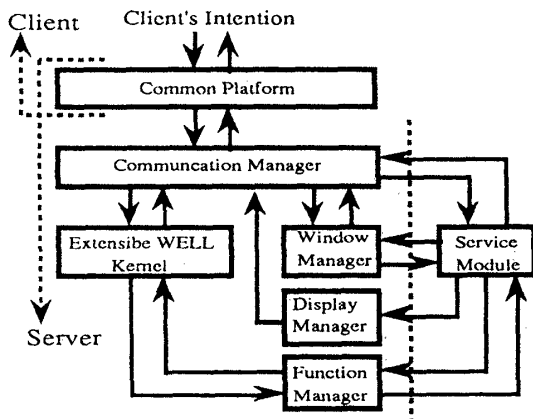 Client
Client's Intention
Common Platform
Communcation Manager
Extensibe WELL
Kernel
Window
Manager
Service
Module
Display
Manager
Server
Function
Manager